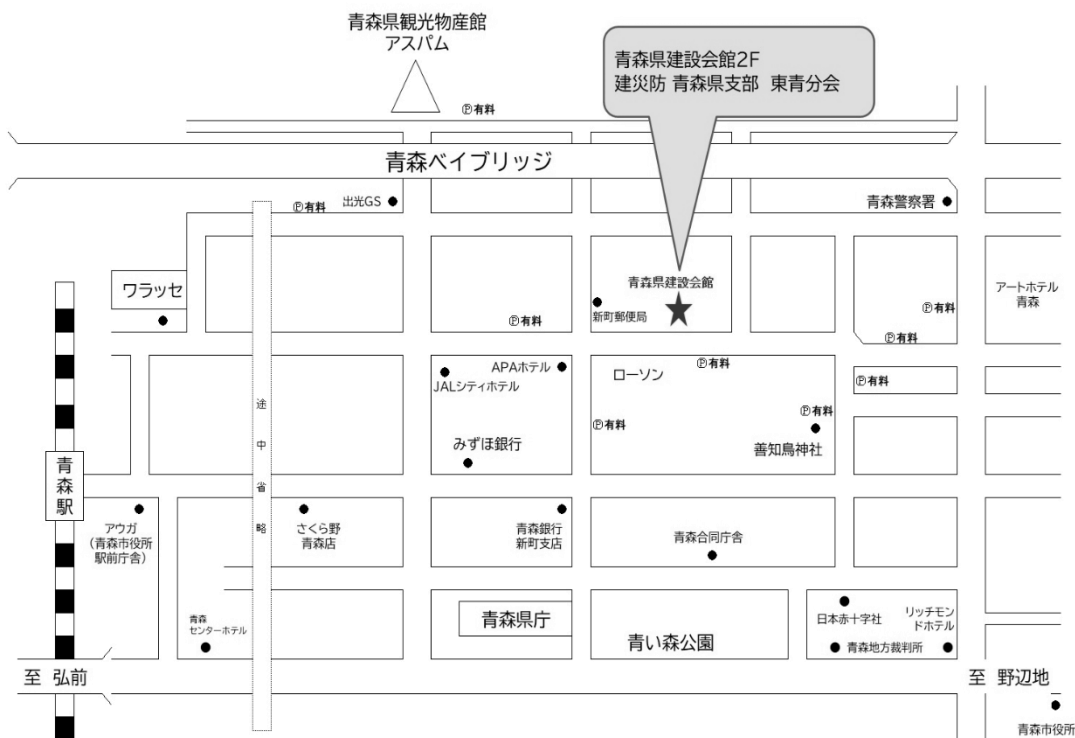 青森県観光物産館
アスパム
青森県建設会館2F
建災防 青森県支部 東青分会
Ⓟ有料
青森ベイブリッジ
Ⓟ有料
出光GS
青森警察署
ワラッセ
青森県建設会館
新町郵便局
Ⓟ有料
Ⓟ有料
Ⓟ有料
アートホテル
青森
APAホテル
JALシティホテル
ローソン
Ⓟ有料
Ⓟ有料
Ⓟ有料
Ⓟ有料
みずほ銀行
善知鳥神社
途中省略
青森駅
アウガ
(青森市役所
駅前庁舎)
さくら野
青森店
青森銀行
新町支店
青森合同庁舎
青森
センターホテル
青森県庁
青い森公園
日本赤十字社
リッチモン
ドホテル
青森地方裁判所
至 弘前
至 野辺地
青森市役所